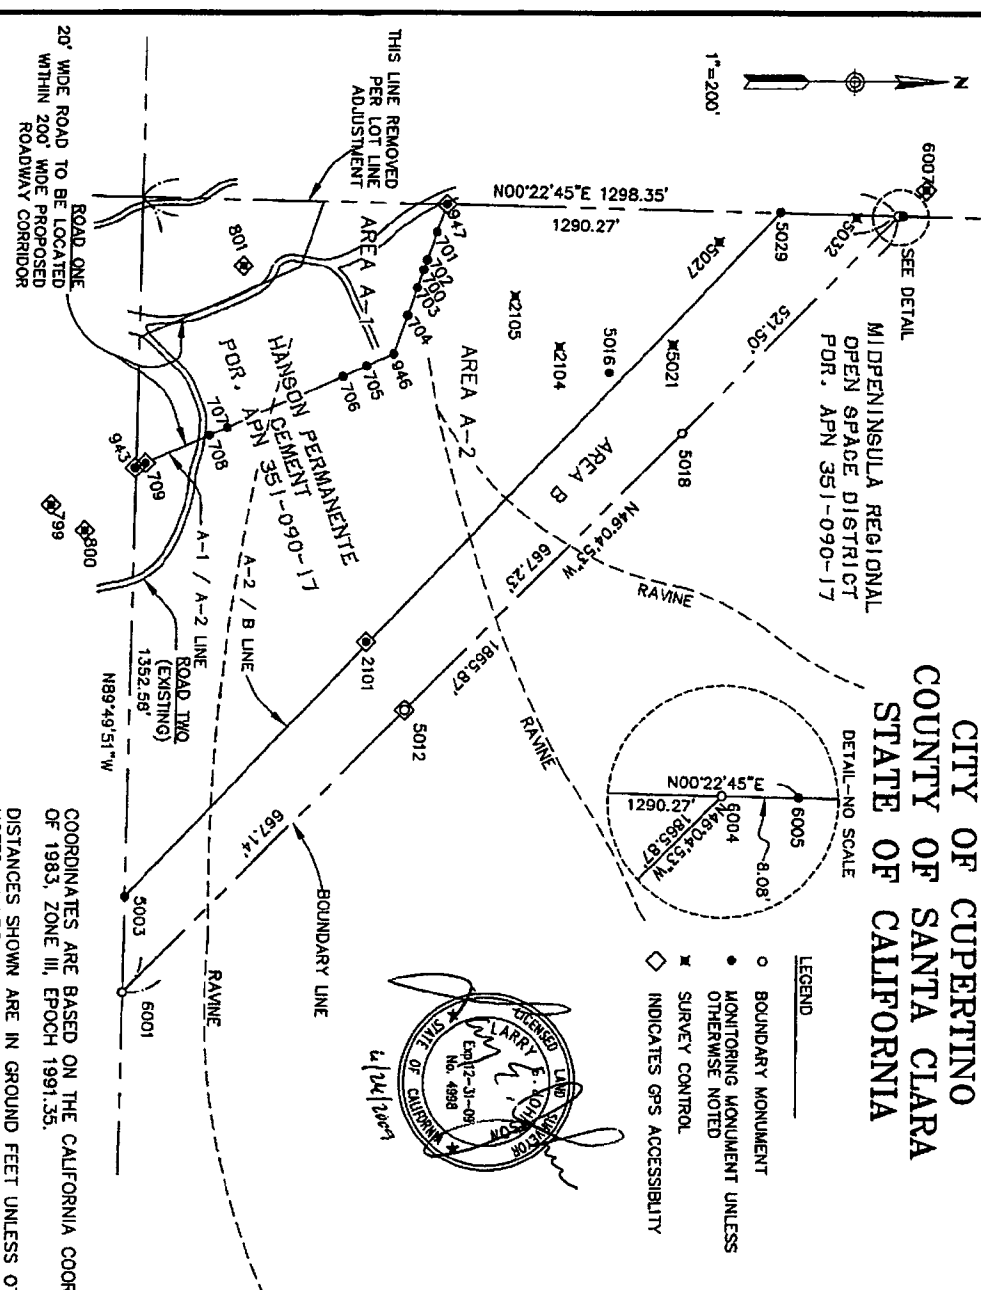 CITY OF CUPERTINO
COUNTY OF SANTA CLARA
STATE OF CALIFORNIA
N
1"=200'
6007
SEE DETAIL
5032
5029
5027
N00°22'45"E 1298.35'
1290.27'
521.50'
MIDPENINSULA REGIONAL
OPEN SPACE DISTRICT
POR. APN 351-090-17
THIS LINE REMOVED
PER LOT LINE
ADJUSTMENT
947
701
702
700
703
704
946
705
706
707
708
709
943
799
800
801
2105
2104
5016
5021
5018
AREA A-1
AREA A-2
AREA B
N46°04'53"W
667.23'
1865.87'
RAVINE
RAVINE
RAVINE
HANSON PERMANENTE
CEMENT
POR. APN 351-090-17
ROAD ONE
20' WIDE ROAD TO BE LOCATED
WITHIN 200' WIDE PROPOSED
ROADWAY CORRIDOR
A-1 / A-2 LINE
A-2 / B LINE
ROAD TWO
(EXISTING)
1352.58'
N89°49'51"W
2101
5012
667.14'
BOUNDARY LINE
5003
6001
DETAIL-NO SCALE
N00°22'45"E
1290.27'
6005
6004
8.08'
N46°04'53"W
1865.87'
LEGEND
BOUNDARY MONUMENT
MONITORING MONUMENT UNLESS
OTHERWISE NOTED
SURVEY CONTROL
INDICATES GPS ACCESSIBLITY
LICENSED LAND SURVEYOR
LARRY E. JOHNSON
Exp.12-31-09
No. 4998
STATE OF CALIFORNIA
6/24/2009
COORDINATES ARE BASED ON THE CALIFORNIA COOR
OF 1983, ZONE III, EPOCH 1991.35.
DISTANCES SHOWN ARE IN GROUND FEET UNLESS OT